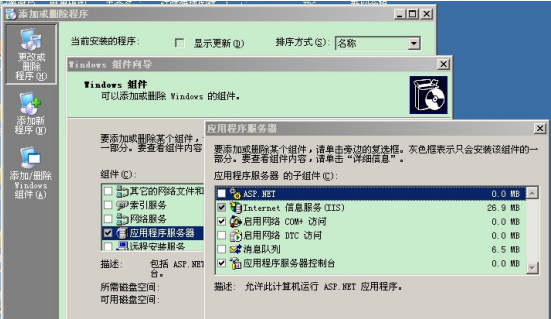 添加或删除程序
更改或
删除
程序(H)
当前安装的程序:
显示更新(D)
排序方式(S):
名称
添加新
程序(N)
添加/删除
Windows
组件(A)
Windows 组件向导
Windows 组件
可以添加或删除 Windows 的组件。
要添加或删除某个组件,
一部分。要查看组件内容
组件(C):
其它的网络文件和
索引服务
网络服务
应用程序服务器
远程安装服务
描述: 包括 ASP.NET
台。
所需磁盘空间:
可用磁盘空间:
应用程序服务器
要添加或删除某个组件,请单击旁边的复选框。灰色框表示只会安装该组件的一
部分。要查看组件内容,请单击“详细信息”。
应用程序服务器 的子组件(C):
ASP.NET 0.0 MB
Internet 信息服务(IIS) 26.9 MB
启用网络 COM+ 访问 0.0 MB
启用网络 DTC 访问 0.0 MB
消息队列 6.5 MB
应用程序服务器控制台 0.0 MB
描述: 允许此计算机运行 ASP.NET 应用程序。